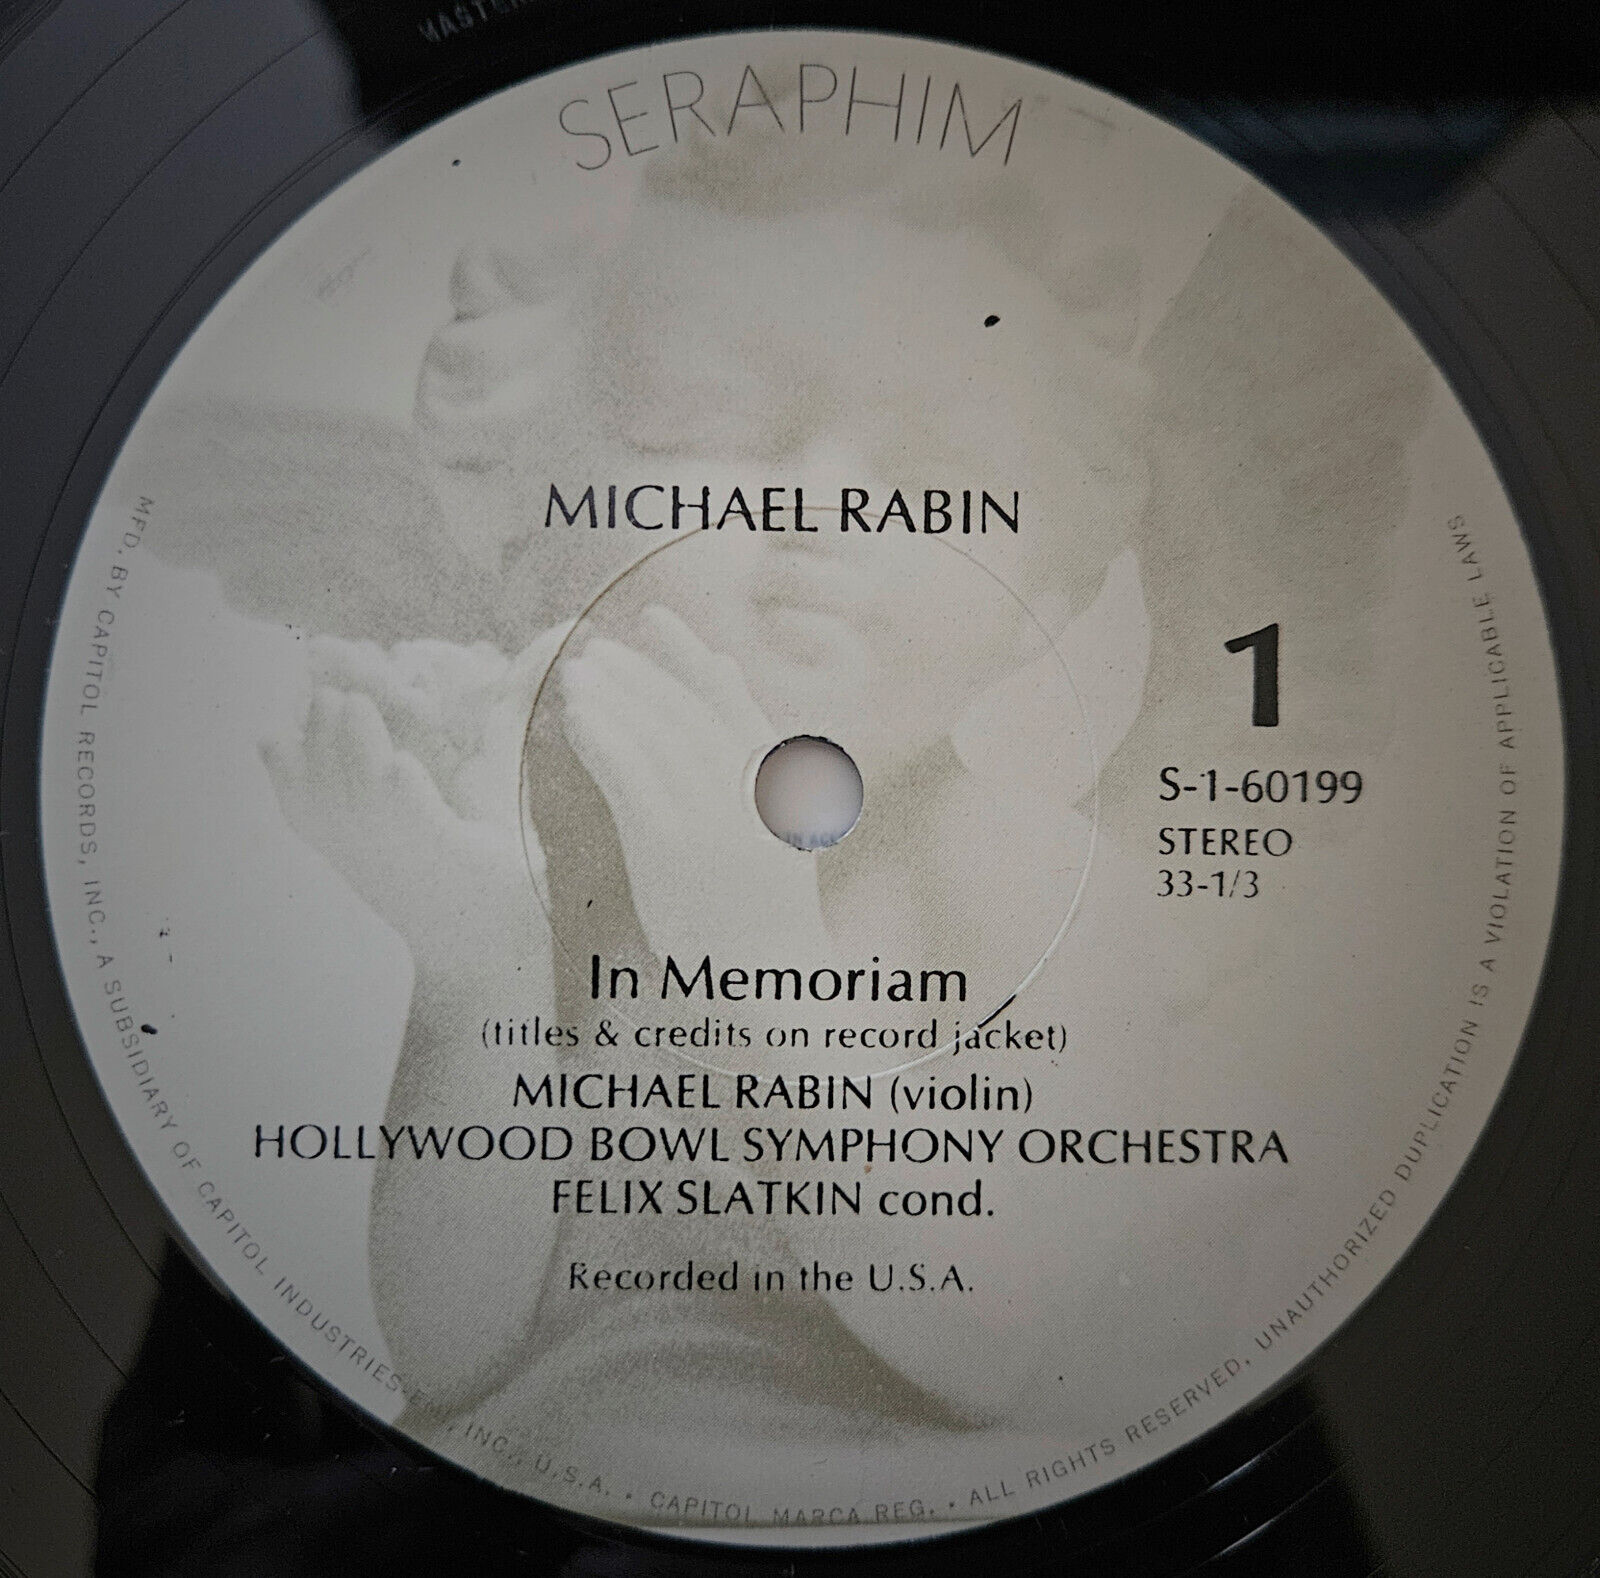 SERAPHIM
MICHAEL RABIN
1
S-1-60199
STEREO
33-1/3
In Memoriam
(titles & credits on record jacket)
MICHAEL RABIN (violin)
HOLLYWOOD BOWL SYMPHONY ORCHESTRA
FELIX SLATKIN cond.
Recorded in the U.S.A.
MFD. BY CAPITOL RECORDS, INC., A SUBSIDIARY OF CAPITOL INDUSTRIES-EMI, INC., U.S.A. • CAPITOL MARCA REG. • ALL RIGHTS RESERVED. UNAUTHORIZED DUPLICATION IS A VIOLATION OF APPLICABLE LAWS